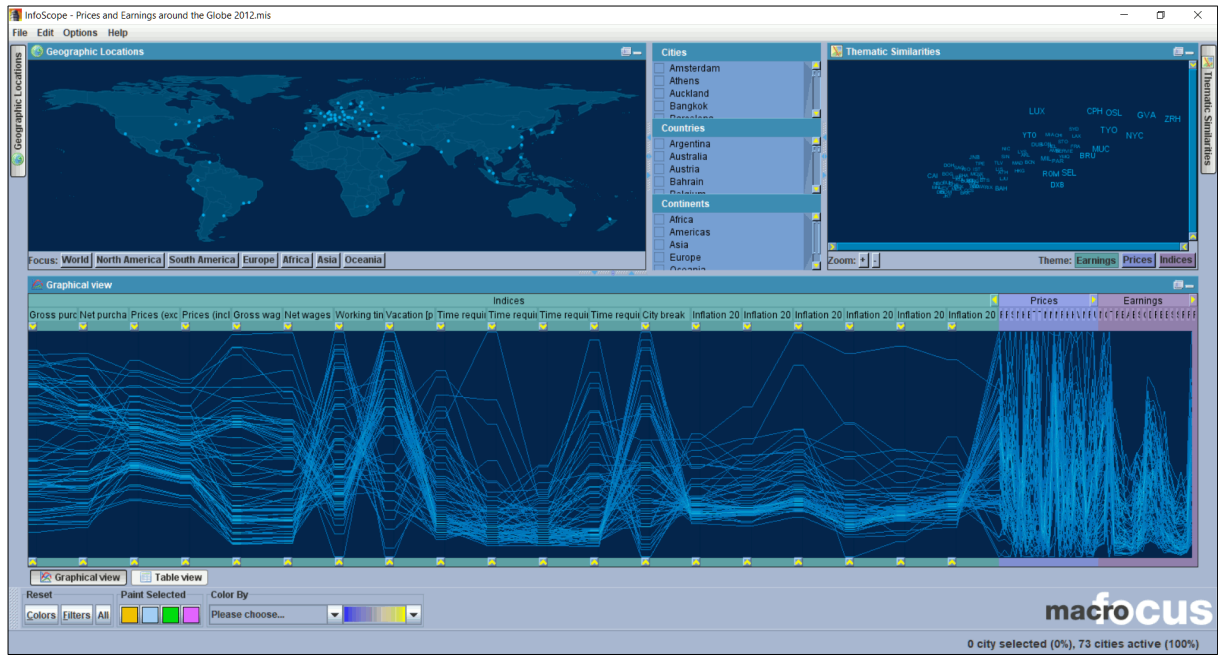 InfoScope - Prices and Earnings around the Globe 2012.mis
File Edit Options Help
Geographic Locations
Geographic Locations
Focus: World North America South America Europe Africa Asia Oceania
Cities
Amsterdam
Athens
Auckland
Bangkok
Barcelona
Countries
Argentina
Australia
Austria
Bahrain
Belgium
Continents
Africa
Americas
Asia
Europe
Oceania
Thematic Similarities
LUX CPH OSL GVA ZRH
YTO TYO NYC
MUC
MIL BRU
ROM SEL
CAI DXB
BAH
Zoom: + - Theme: Earnings Prices Indices
Thematic Similarities
Graphical view
Indices Prices Earnings
Gross purc Net purcha Prices (exc Prices (incl Gross wag Net wages Working tin Vacation [p Time requi Time requi Time requi Time requi City break Inflation 20 Inflation 20 Inflation 20 Inflation 20 Inflation 20 Inflation 20
Graphical view Table view
Reset Paint Selected Color By
Colors Filters All Please choose...
macrofocus
0 city selected (0%), 73 cities active (100%)